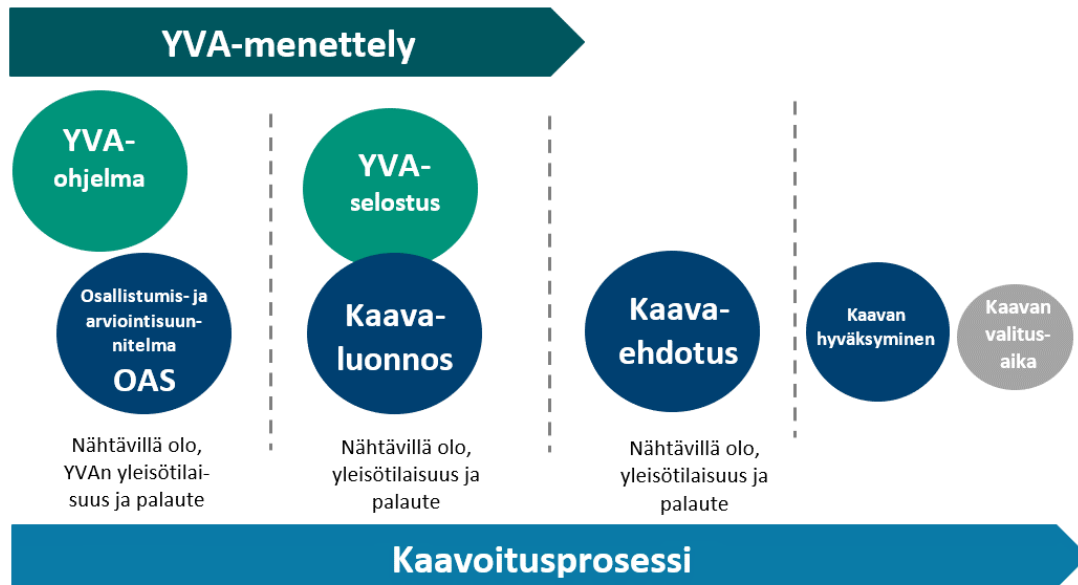 YVA-menettely
YVA-
ohjelma
Osallistumis- ja
arviointisuun-
nitelma
OAS
Nähtävillä olo,
YVAn yleisötilai-
suus ja palaute
YVA-
selostus
Kaava-
luonnos
Nähtävillä olo,
yleisötilaisuus ja
palaute
Kaava-
ehdotus
Nähtävillä olo,
yleisötilaisuus ja
palaute
Kaavan
hyväksyminen
Kaavan
valitus-
aika
Kaavoitusprosessi